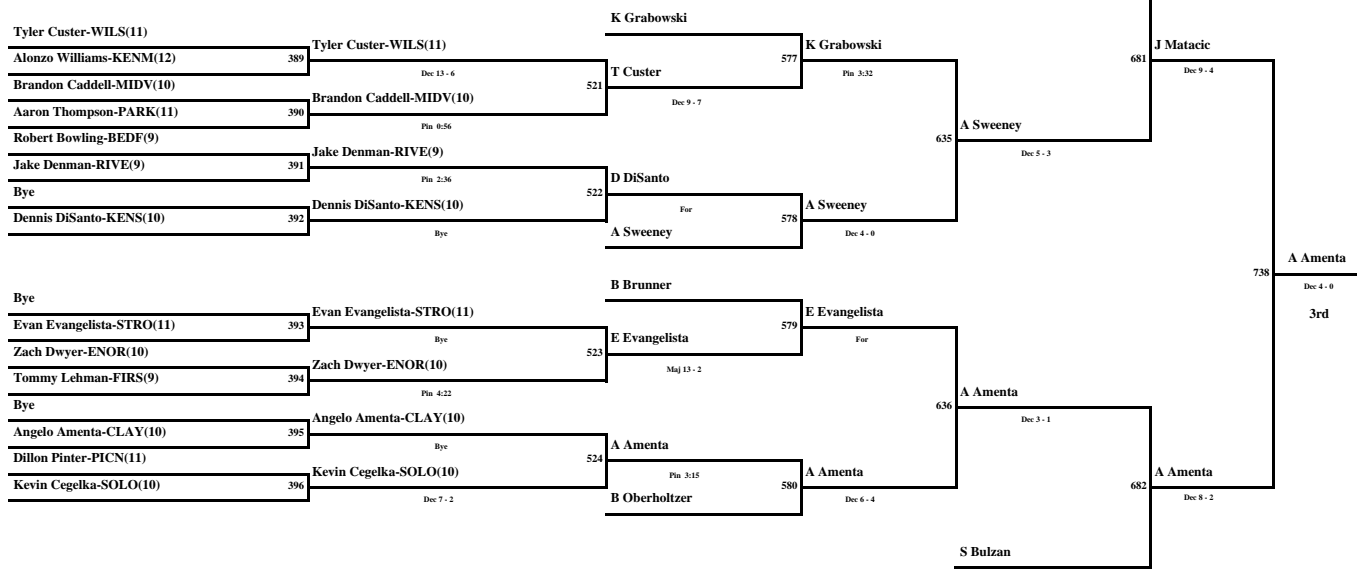 K Grabowski
Tyler Custer-WILS(11)
Tyler Custer-WILS(11)
K Grabowski
J Matacic
Alonzo Williams-KENM(12)
389
577
681
Dec 13 - 6
T Custer
Pin 3:32
Dec 9 - 4
Brandon Caddell-MIDV(10)
521
Brandon Caddell-MIDV(10)
Dec 9 - 7
Aaron Thompson-PARK(11)
390
Pin 0:56
A Sweeney
Robert Bowling-BEDF(9)
635
Jake Denman-RIVE(9)
Dec 5 - 3
Jake Denman-RIVE(9)
391
Pin 2:36
D DiSanto
Bye
522
Dennis DiSanto-KENS(10)
For
A Sweeney
Dennis DiSanto-KENS(10)
392
578
Bye
A Sweeney
Dec 4 - 0
A Amenta
738
B Brunner
Dec 4 - 0
Bye
Evan Evangelista-STRO(11)
E Evangelista
3rd
Evan Evangelista-STRO(11)
393
579
Bye
E Evangelista
For
Zach Dwyer-ENOR(10)
523
Zach Dwyer-ENOR(10)
Maj 13 - 2
Tommy Lehman-FIRS(9)
394
Pin 4:22
A Amenta
Bye
636
Angelo Amenta-CLAY(10)
Dec 3 - 1
Angelo Amenta-CLAY(10)
395
Bye
A Amenta
Dillon Pinter-PICN(11)
524
Kevin Cegelka-SOLO(10)
Pin 3:15
A Amenta
A Amenta
Kevin Cegelka-SOLO(10)
396
580
682
Dec 7 - 2
B Oberholtzer
Dec 6 - 4
Dec 8 - 2
S Bulzan